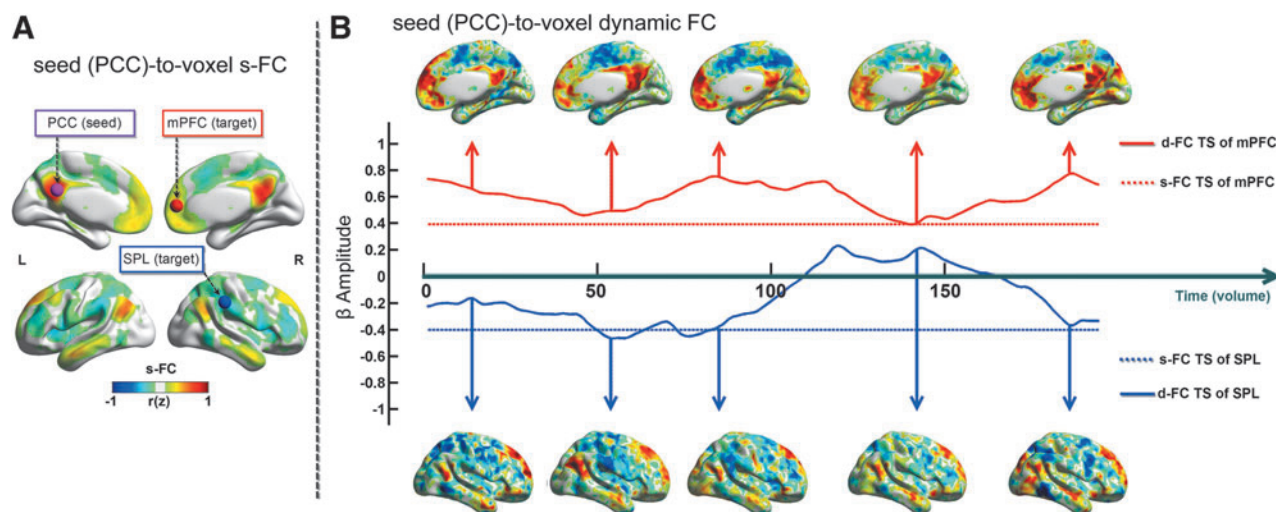 A
seed (PCC)-to-voxel s-FC
PCC (seed)
mPFC (target)
L
R
SPL (target)
s-FC
-1 r(z) 1
B
seed (PCC)-to-voxel dynamic FC
β Amplitude
1
0.8
0.6
0.4
0.2
0
-0.2
-0.4
-0.6
-0.8
-1
0 50 100 150
Time (volume)
d-FC TS of mPFC
s-FC TS of mPFC
s-FC TS of SPL
d-FC TS of SPL